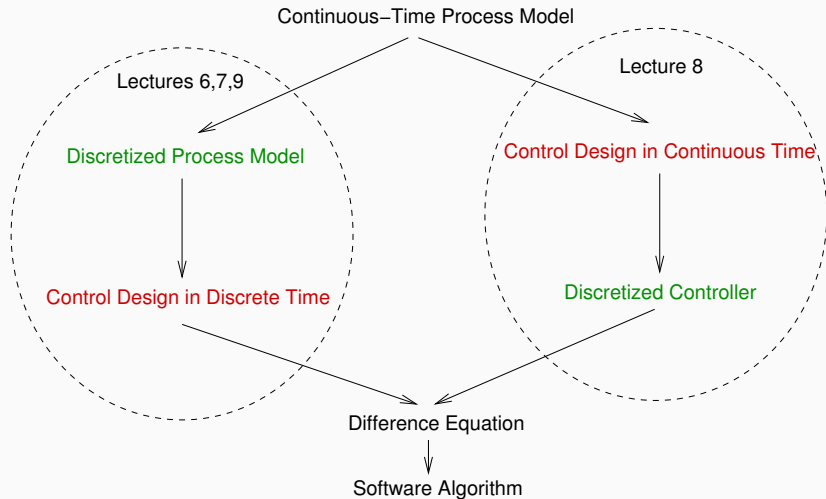 Continuous−Time Process Model
Lectures 6,7,9
Lecture 8
Discretized Process Model
Control Design in Continuous Time
Control Design in Discrete Time
Discretized Controller
Difference Equation
Software Algorithm